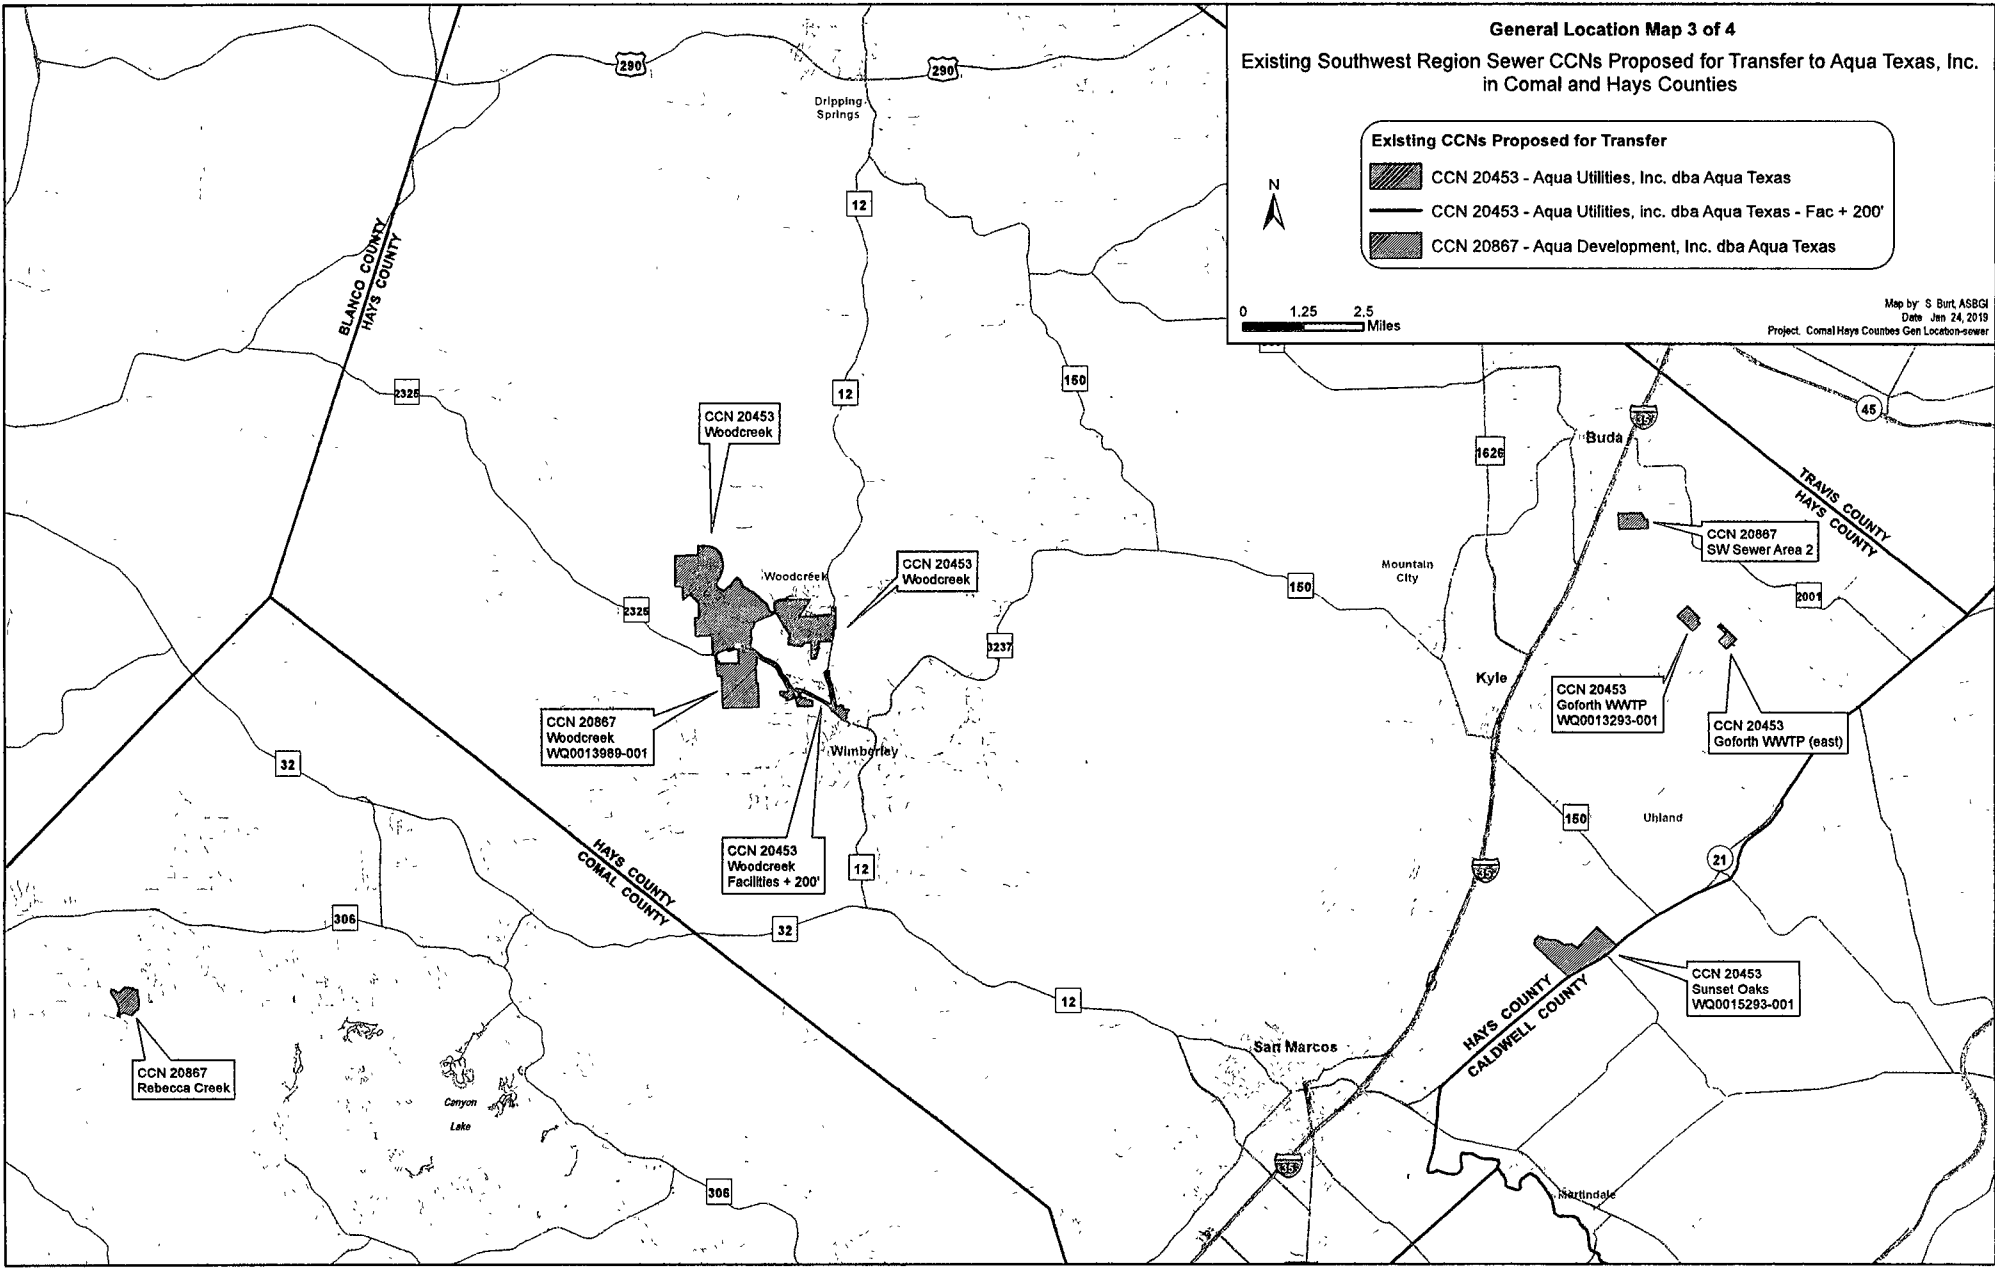 General Location Map 3 of 4
Existing Southwest Region Sewer CCNs Proposed for Transfer to Aqua Texas, Inc.
in Comal and Hays Counties
Existing CCNs Proposed for Transfer
CCN 20453 - Aqua Utilities, Inc. dba Aqua Texas
CCN 20453 - Aqua Utilities, inc. dba Aqua Texas - Fac + 200'
CCN 20867 - Aqua Development, Inc. dba Aqua Texas
N
0 1.25 2.5
Miles
Map by: S Burt, ASBGI
Date Jan 24, 2019
Project. Comal Hays Counties Gen Location-sewer
290
290
Dripping
Springs
12
BLANCO COUNTY
HAYS COUNTY
2325
12
150
45
35
Buda
1626
CCN 20453
Woodcreek
TRAVIS COUNTY
HAYS COUNTY
CCN 20867
SW Sewer Area 2
Woodcreek
CCN 20453
Woodcreek
Mountain
City
150
2001
2325
3237
Kyle
CCN 20453
Goforth WWTP
WQ0013293-001
CCN 20453
Goforth WWTP (east)
CCN 20867
Woodcreek
WQ0013989-001
Wimberley
32
150
Uhland
21
CCN 20453
Woodcreek
Facilities + 200'
12
35
HAYS COUNTY
COMAL COUNTY
306
32
CCN 20453
Sunset Oaks
WQ0015293-001
12
HAYS COUNTY
CALDWELL COUNTY
San Marcos
CCN 20867
Rebecca Creek
Canyon
Lake
35
306
Martindale